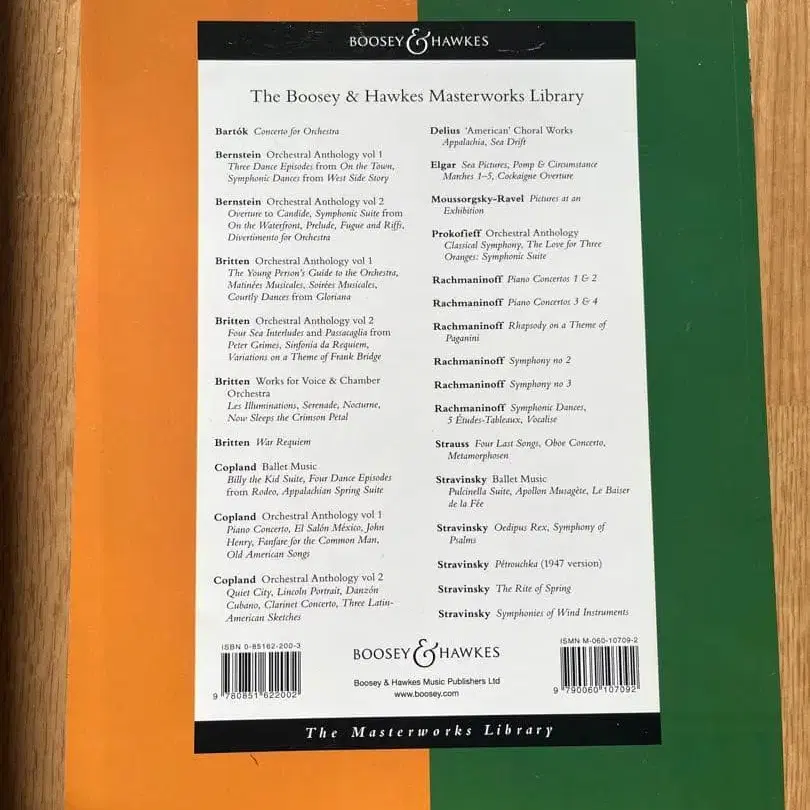 BOOSEY & HAWKES
The Boosey & Hawkes Masterworks Library
Bartók Concerto for Orchestra
Bernstein Orchestral Anthology vol 1
Three Dance Episodes from On the Town,
Symphonic Dances from West Side Story
Bernstein Orchestral Anthology vol 2
Overture to Candide, Symphonic Suite from
On the Waterfront, Prelude, Fugue and Riffs,
Divertimento for Orchestra
Britten Orchestral Anthology vol 1
The Young Person's Guide to the Orchestra,
Matinées Musicales, Soirées Musicales,
Courtly Dances from Gloriana
Britten Orchestral Anthology vol 2
Four Sea Interludes and Passacaglia from
Peter Grimes, Sinfonia da Requiem,
Variations on a Theme of Frank Bridge
Britten Works for Voice & Chamber
Orchestra
Les Illuminations, Serenade, Nocturne,
Now Sleeps the Crimson Petal
Britten War Requiem
Copland Ballet Music
Billy the Kid Suite, Four Dance Episodes
from Rodeo, Appalachian Spring Suite
Copland Orchestral Anthology vol 1
Piano Concerto, El Salón México, John
Henry, Fanfare for the Common Man,
Old American Songs
Copland Orchestral Anthology vol 2
Quiet City, Lincoln Portrait, Danzón
Cubano, Clarinet Concerto, Three Latin-
American Sketches
Delius 'American' Choral Works
Appalachia, Sea Drift
Elgar Sea Pictures, Pomp & Circumstance
Marches 1–5, Cockaigne Overture
Moussorgsky-Ravel Pictures at an
Exhibition
Prokofieff Orchestral Anthology
Classical Symphony, The Love for Three
Oranges: Symphonic Suite
Rachmaninoff Piano Concertos 1 & 2
Rachmaninoff Piano Concertos 3 & 4
Rachmaninoff Rhapsody on a Theme of
Paganini
Rachmaninoff Symphony no 2
Rachmaninoff Symphony no 3
Rachmaninoff Symphonic Dances,
5 Études-Tableaux, Vocalise
Strauss Four Last Songs, Oboe Concerto,
Metamorphosen
Stravinsky Ballet Music
Pulcinella Suite, Apollon Musagète, Le Baiser
de la Fée
Stravinsky Oedipus Rex, Symphony of
Psalms
Stravinsky Pétrouchka (1947 version)
Stravinsky The Rite of Spring
Stravinsky Symphonies of Wind Instruments
ISBN 0-85162-200-3
9 780851 622002
BOOSEY & HAWKES
Boosey & Hawkes Music Publishers Ltd
www.boosey.com
ISMN M-060-10709-2
9 790060 107092
The Masterworks Library